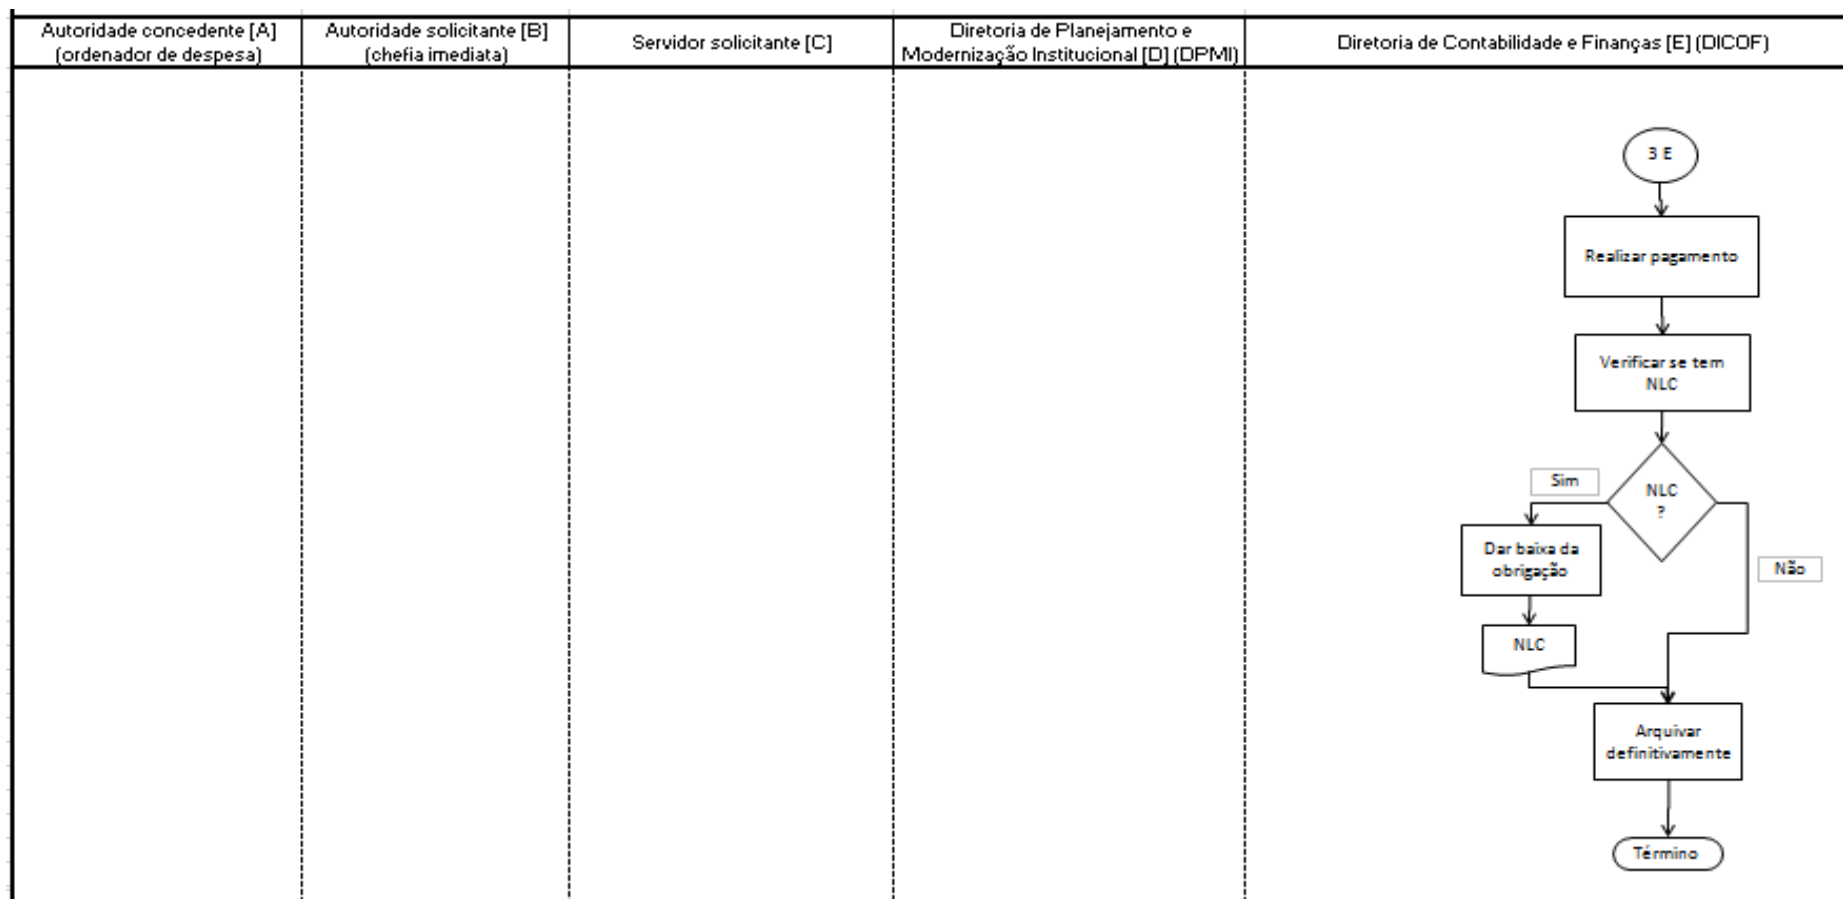 Autoridade concedente [A]
(ordenador de despesa)
Autoridade solicitante [B]
(chefia imediata)
Servidor solicitante [C]
Diretoria de Planejamento e
Modernização Institucional [D] (DPMI)
Diretoria de Contabilidade e Finanças [E] (DICOF)
3 E
Realizar pagamento
Verificar se tem
NLC
NLC
?
Sim
Não
Dar baixa da
obrigação
NLC
Arquivar
definitivamente
Término